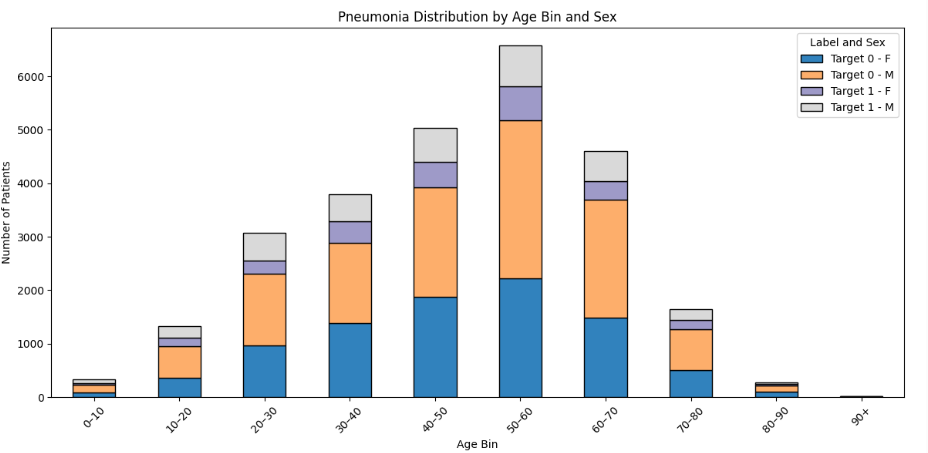 Pneumonia Distribution by Age Bin and Sex
Label and Sex
Target 0 - F
Target 0 - M
Target 1 - F
Target 1 - M
Number of Patients
6000
5000
4000
3000
2000
1000
0
0-10
10-20
20-30
30-40
40-50
50-60
60-70
70-80
80-90
90+
Age Bin